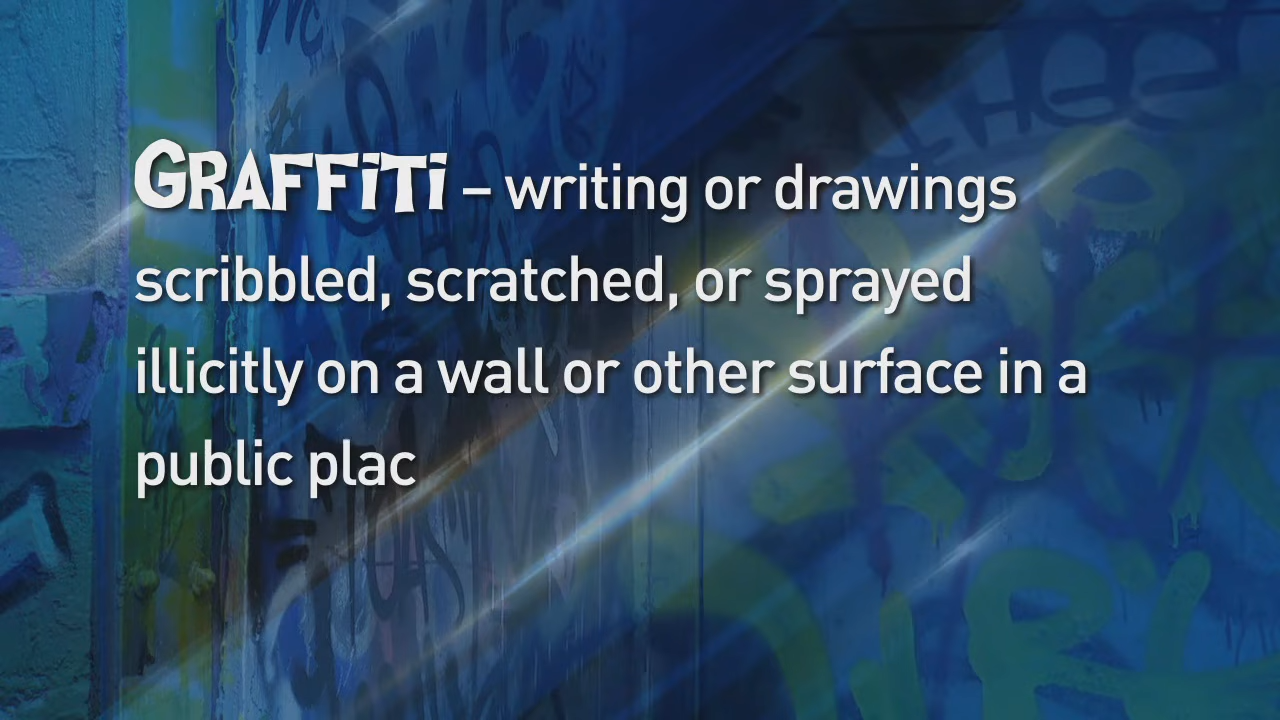 GRAFFiTi – writing or drawings
scribbled, scratched, or sprayed
illicitly on a wall or other surface in a
public plac